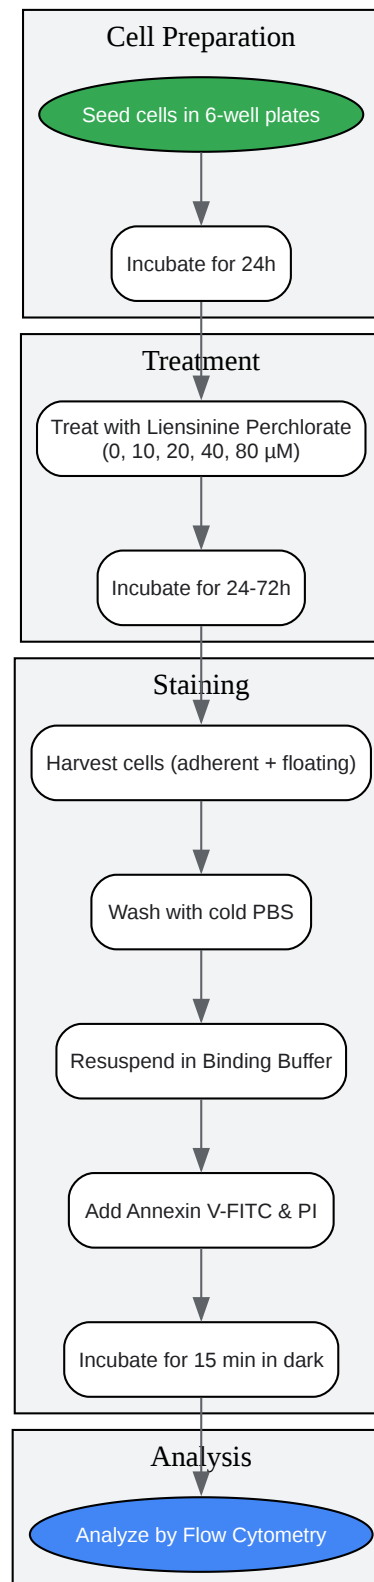 Cell Preparation
Seed cells in 6-well plates
Incubate for 24h
Treatment
Treat with Liensinine Perchlorate
(0, 10, 20, 40, 80 µM)
Incubate for 24-72h
Staining
Harvest cells (adherent + floating)
Wash with cold PBS
Resuspend in Binding Buffer
Add Annexin V-FITC & PI
Incubate for 15 min in dark
Analysis
Analyze by Flow Cytometry